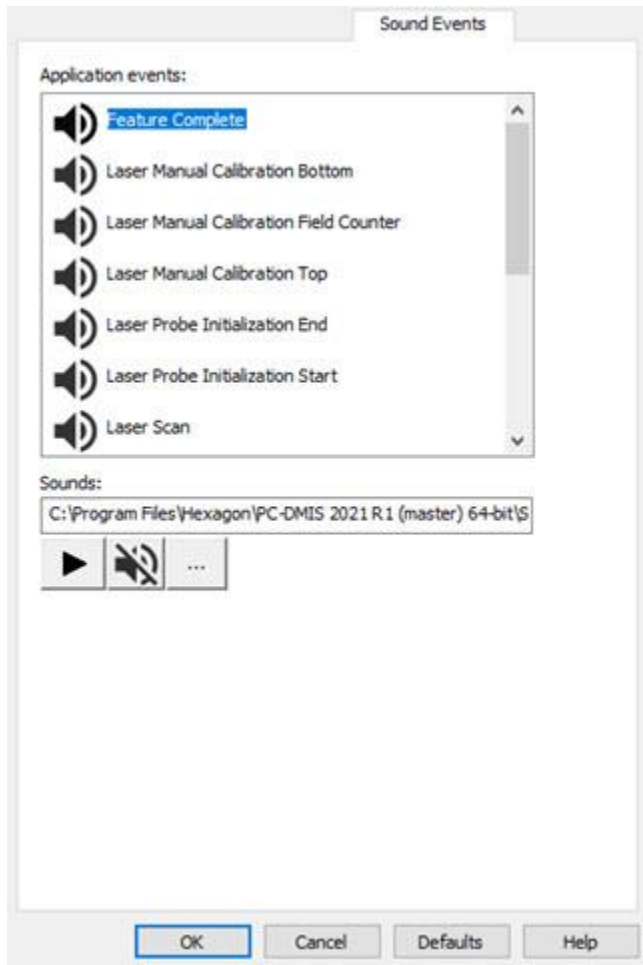 Sound Events
Application events:
Feature Complete
Laser Manual Calibration Bottom
Laser Manual Calibration Field Counter
Laser Manual Calibration Top
Laser Probe Initialization End
Laser Probe Initialization Start
Laser Scan
Sounds:
C:\Program Files\Hexagon\PC-DMIS 2021 R1 (master) 64-bit\S
...
OK Cancel Defaults Help